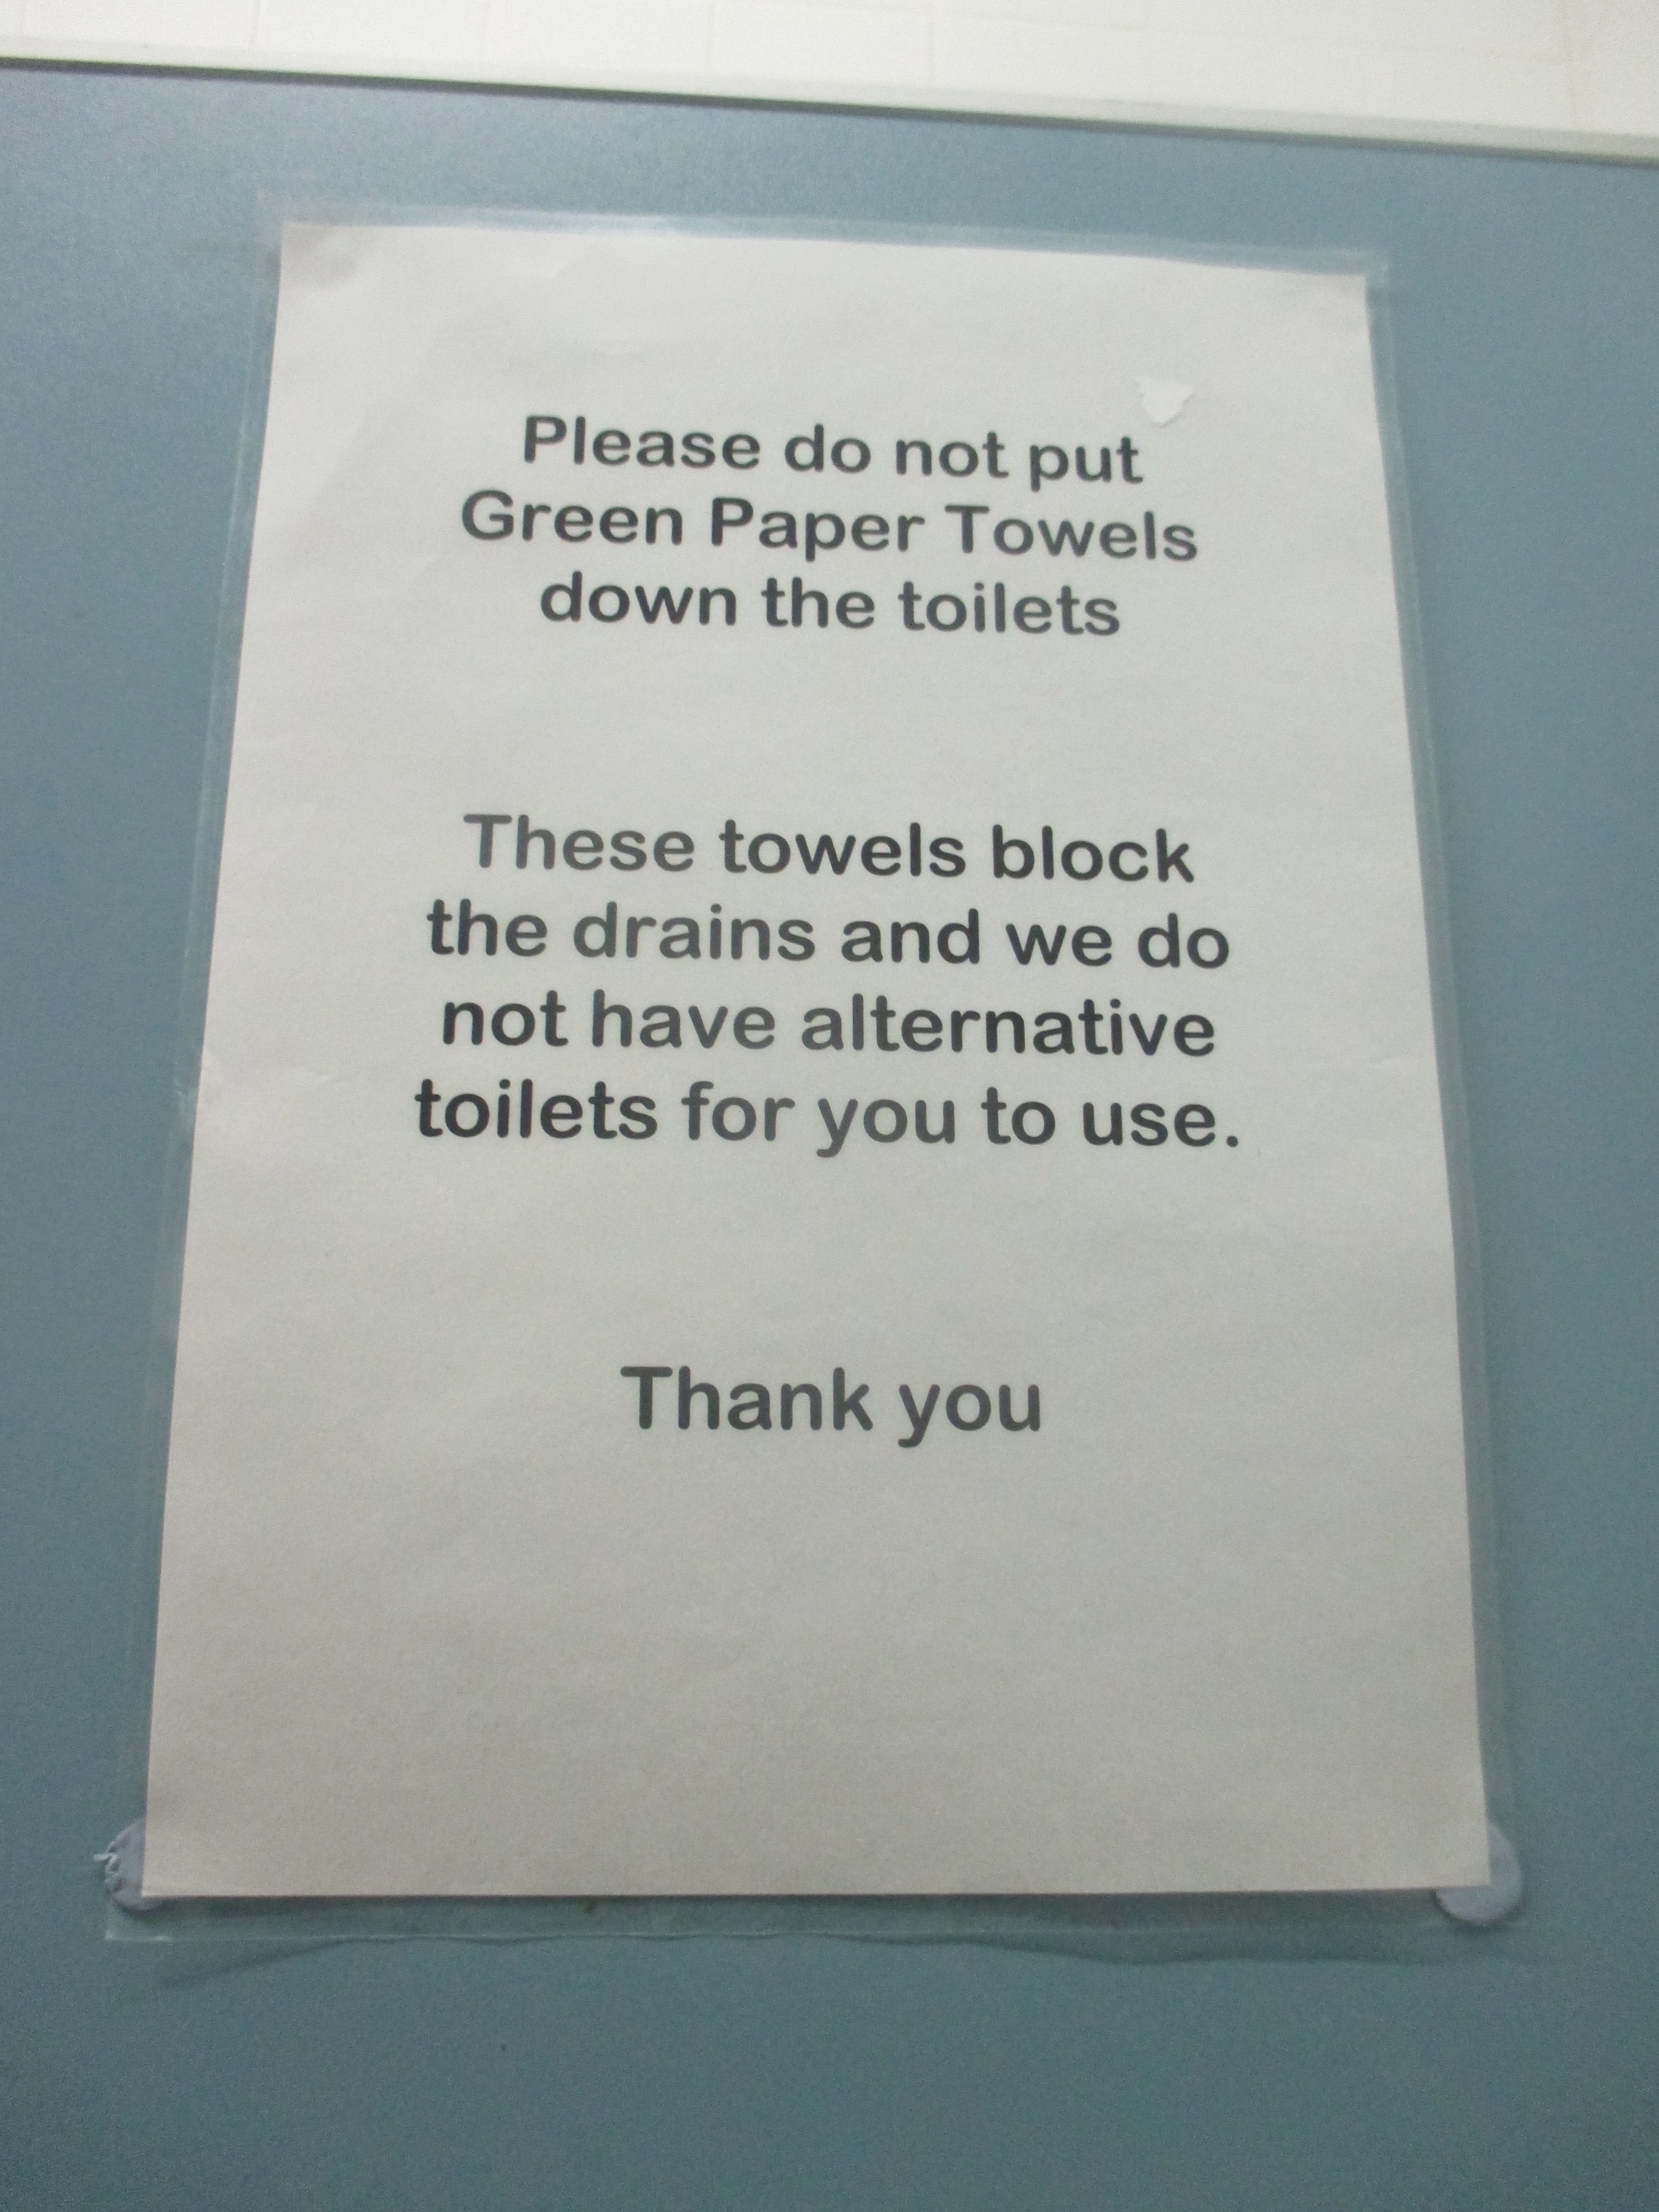 Please do not put
Green Paper Towels
down the toilets
These towels block
the drains and we do
not have alternative
toilets for you to use.
Thank you